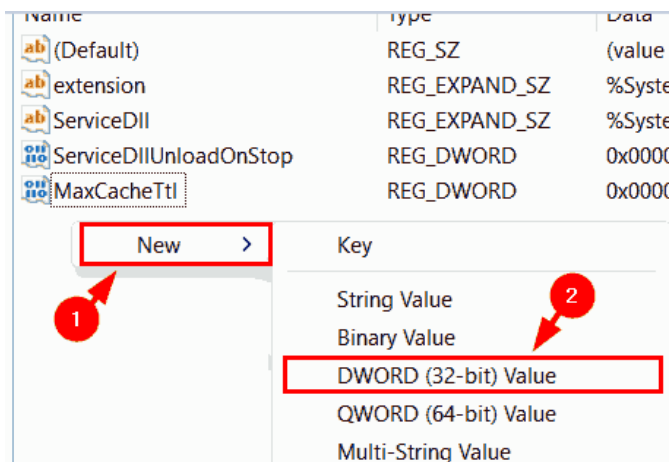 Name Type Data
(Default) REG_SZ (value
extension REG_EXPAND_SZ %Syste
ServiceDll REG_EXPAND_SZ %Syste
ServiceDllUnloadOnStop REG_DWORD 0x0000
MaxCacheTtl REG_DWORD 0x0000
New > Key
1
String Value
2
Binary Value
DWORD (32-bit) Value
QWORD (64-bit) Value
Multi-String Value